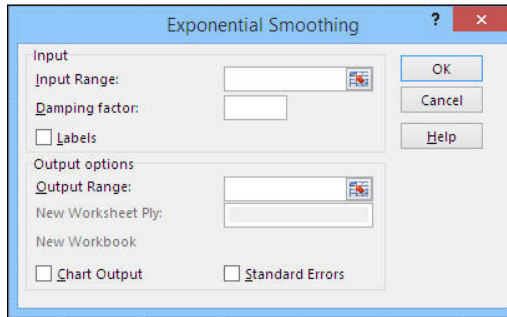 Exponential Smoothing
? ×
Input
Input Range:
OK
Damping factor:
Cancel
Labels
Help
Output options
Output Range:
New Worksheet Ply:
New Workbook
Chart Output
Standard Errors